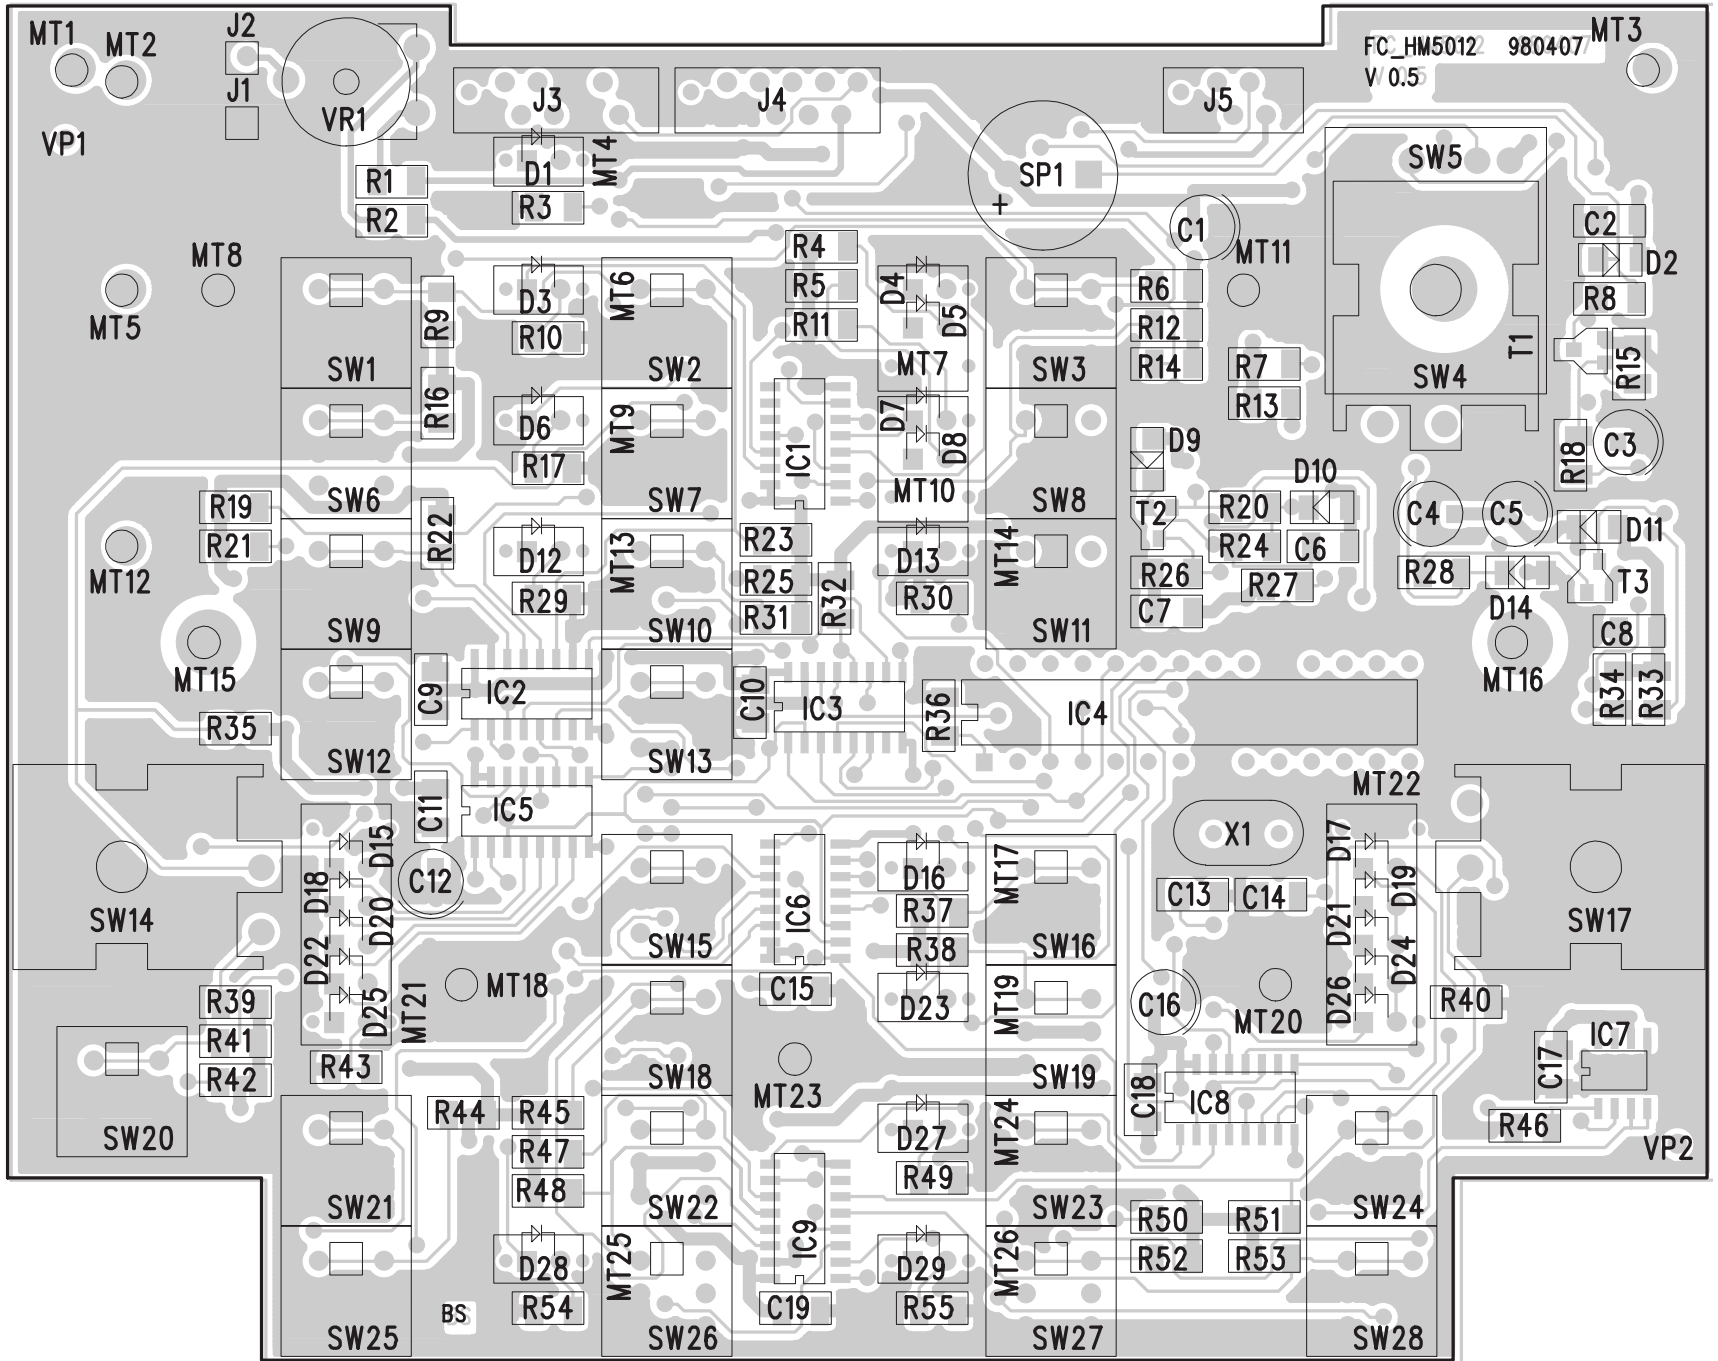 MT1 MT2 J2 FC_HM5012 980407 MT3
V 0.5
J1 VR1 J3 J4 J5
VP1 MT4 SW5
R1 D1 SP1
R2 R3 + C1 C2
MT8 R4 MT11 D2
MT6 D4 R5 R6 R8
MT5 R9 D3 R11 D5 R12 T1
R10 MT7 R14 R7 R15
SW1 SW2 SW3 SW4
R16 MT9 D7 R13
D6 D8 D9 C3
R17 IC1 R18
D10
SW6 SW7 MT10 SW8
R19 T2 R20 C4 C5
R21 R22 R23 MT14 R24 C6 D11
D12 MT13 D13
MT12 R25 R26 R28
R29 R32 R30 R27 T3
R31 C7 D14
SW9 SW10 SW11 C8
MT15 MT16
C9 IC2 C10 IC3 R36 IC4 R34 R33
R35
SW12 SW13
MT22
C11 IC5
X1
D15 D17
MT17
C12 D16 D19
D18 C13 C14
SW14 D20 IC6 R37 D21 SW17
SW15 R38 SW16
D22 D24
MT18 C15 MT19
R39 D25 D23 C16 D26 R40
MT21 MT20
R41 IC7
R43 C17
R42 SW18 SW19
MT23 C18
R44 R45 MT24 IC8
SW20 D27 R46
R47 VP2
R49
R48
SW21 SW22 SW23 SW24
R50 R51
IC9
D28 MT25 D29 MT26 R52 R53
BS R54 C19 R55
SW25 SW26 SW27 SW28